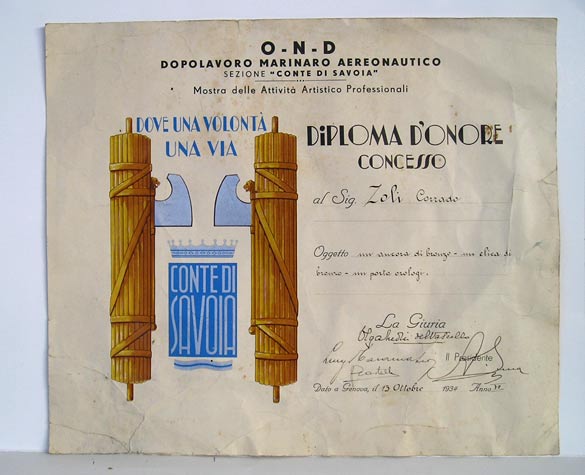 O-N-D
DOPOLAVORO MARINARO AERONAUTICO
SEZIONE "CONTE DI SAVOIA"
Mostra delle Attività Artistico Professionali
DOVE UNA VOLONTÀ
UNA VIA
DIPLOMA D'ONORE
CONCESSO
al Sig. Zoli Corrado
Oggetto un ancora di bronzo - un elica di
bronzo - un porta orologi.
CONTE DI
SAVOIA
La Giuria
Il Presidente
Dato a Genova, il 13 Ottobre 1934 Anno